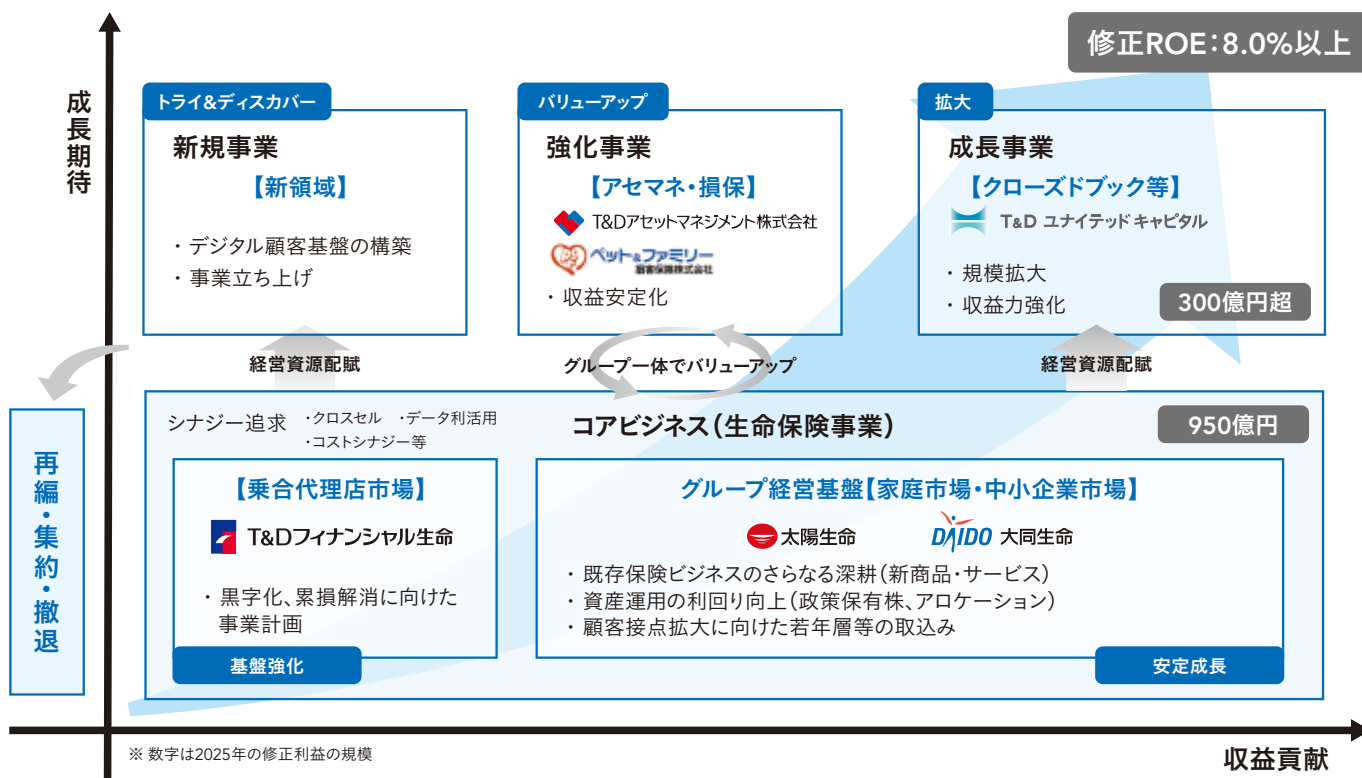 修正ROE:8.0%以上
成長期待
トライ&ディスカバー
新規事業
【新領域】
・デジタル顧客基盤の構築
・事業立ち上げ
バリューアップ
強化事業
【アセマネ・損保】
T&Dアセットマネジメント株式会社
ペット&ファミリー
損害保険株式会社
・収益安定化
拡大
成長事業
【クローズドブック等】
T&D ユナイテッドキャピタル
・規模拡大
・収益力強化
300億円超
経営資源配賦
グループ一体でバリューアップ
経営資源配賦
再編・集約・撤退
シナジー追求
・クロスセル ・データ利活用
・コストシナジー等
コアビジネス(生命保険事業)
950億円
【乗合代理店市場】
T&Dフィナンシャル生命
・黒字化、累損解消に向けた
事業計画
基盤強化
グループ経営基盤【家庭市場・中小企業市場】
太陽生命
DAIDO 大同生命
・既存保険ビジネスのさらなる深耕(新商品・サービス)
・資産運用の利回り向上(政策保有株、アロケーション)
・顧客接点拡大に向けた若年層等の取込み
安定成長
※ 数字は2025年の修正利益の規模
収益貢献